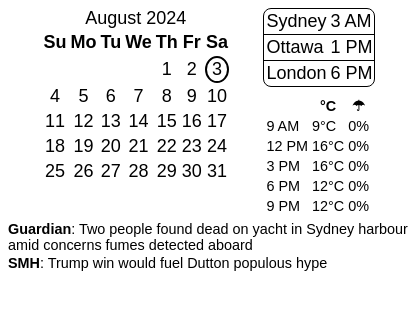 August 2024
Su Mo Tu We Th Fr Sa
1 2 3
4 5 6 7 8 9 10
11 12 13 14 15 16 17
18 19 20 21 22 23 24
25 26 27 28 29 30 31
Sydney 3 AM
Ottawa 1 PM
London 6 PM
°C ☂
9 AM 9°C 0%
12 PM 16°C 0%
3 PM 16°C 0%
6 PM 12°C 0%
9 PM 12°C 0%
Guardian: Two people found dead on yacht in Sydney harbour
amid concerns fumes detected aboard
SMH: Trump win would fuel Dutton populous hype